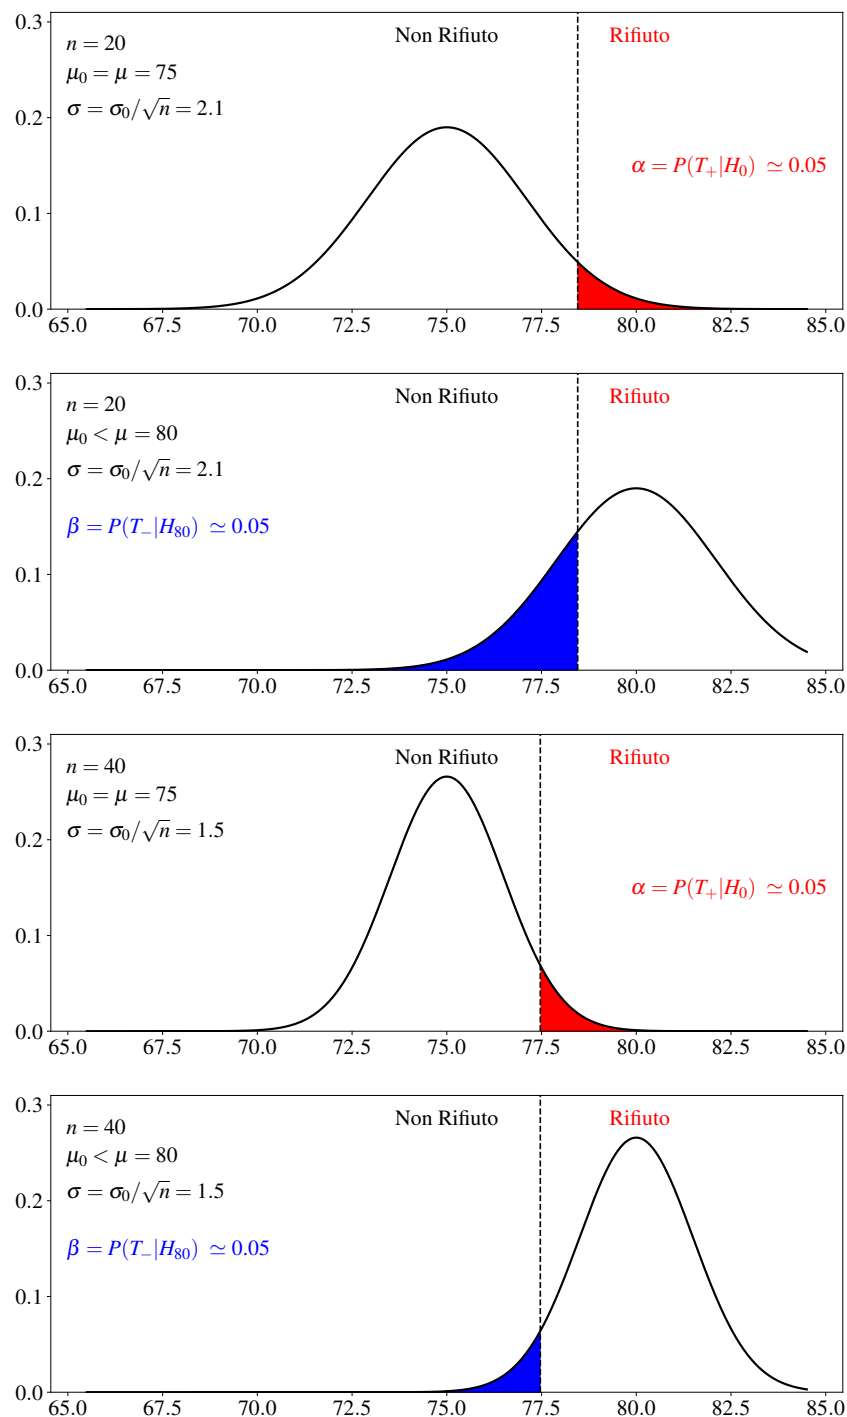 0.3
Non Rifiuto Rifiuto
n = 20
μ₀ = μ = 75
σ = σ₀/√n = 2.1
0.2
α = P(T₊|H₀) ≃ 0.05
0.1
0.0
65.0 67.5 70.0 72.5 75.0 77.5 80.0 82.5 85.0
0.3
Non Rifiuto Rifiuto
n = 20
μ₀ < μ = 80
σ = σ₀/√n = 2.1
0.2
β = P(T₋|H₈₀) ≃ 0.05
0.1
0.0
65.0 67.5 70.0 72.5 75.0 77.5 80.0 82.5 85.0
0.3
Non Rifiuto Rifiuto
n = 40
μ₀ = μ = 75
σ = σ₀/√n = 1.5
0.2
α = P(T₊|H₀) ≃ 0.05
0.1
0.0
65.0 67.5 70.0 72.5 75.0 77.5 80.0 82.5 85.0
0.3
Non Rifiuto Rifiuto
n = 40
μ₀ < μ = 80
σ = σ₀/√n = 1.5
0.2
β = P(T₋|H₈₀) ≃ 0.05
0.1
0.0
65.0 67.5 70.0 72.5 75.0 77.5 80.0 82.5 85.0